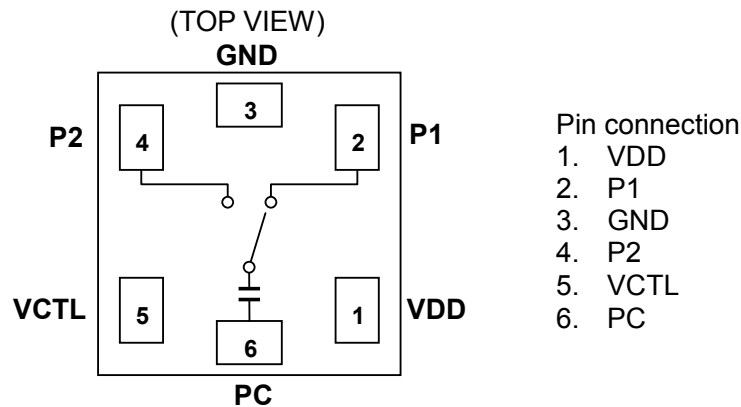 (TOP VIEW)
GND
3
P2
4
2
P1
VCTL
5
1
VDD
6
PC
Pin connection
1. VDD
2. P1
3. GND
4. P2
5. VCTL
6. PC